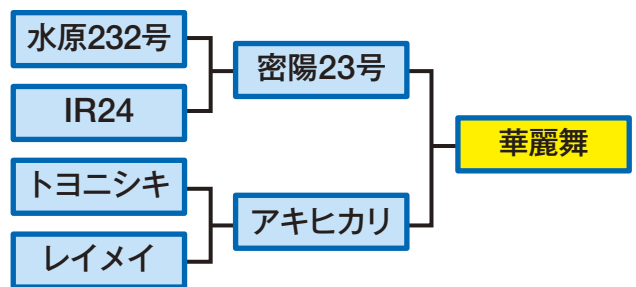 水原232号
IR24
密陽23号
トヨニシキ
レイメイ
アキヒカリ
華麗舞